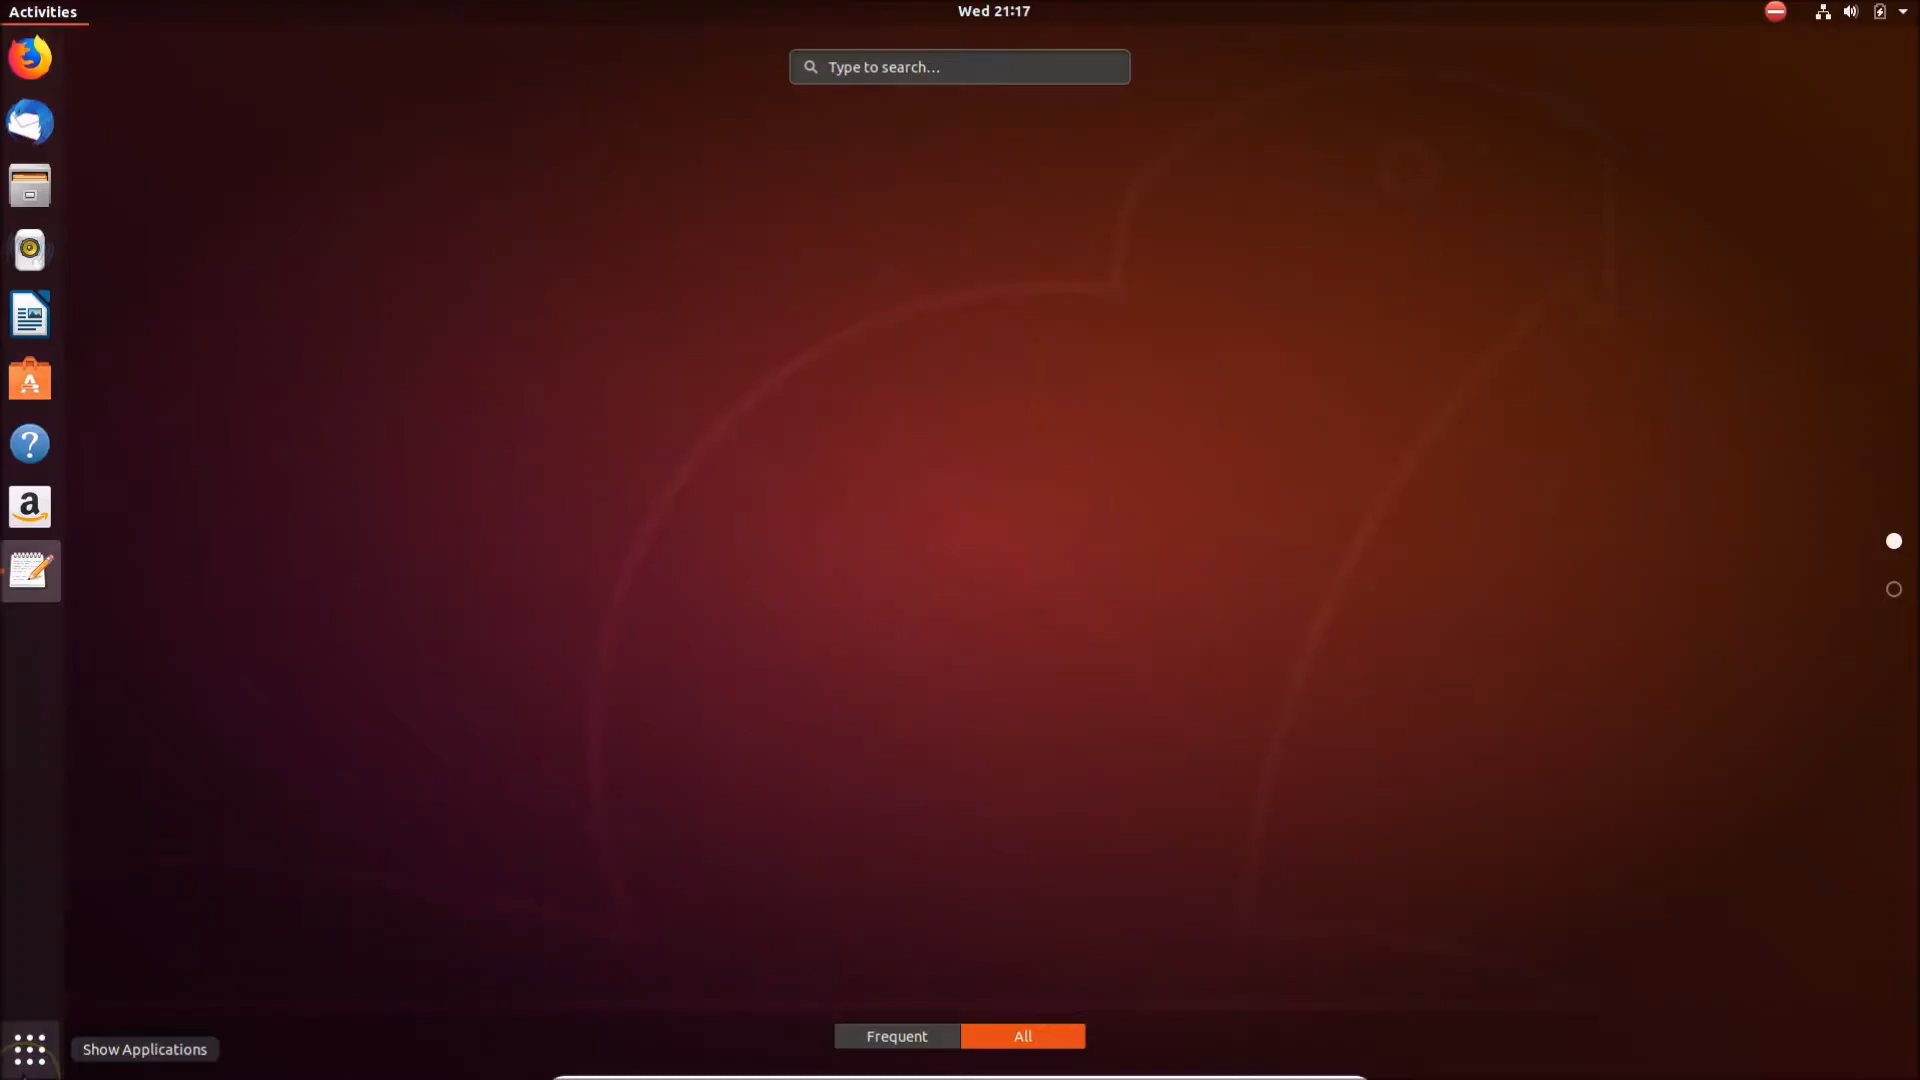 Activities
Wed 21:17
Type to search...
?
a
Show Applications
Frequent
All